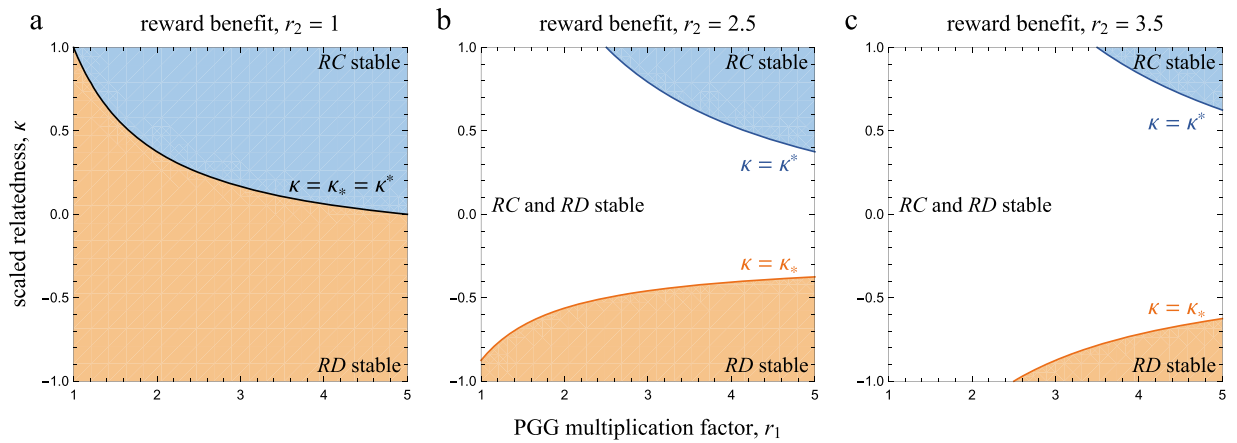 a
reward benefit, r₂ = 1
b
reward benefit, r₂ = 2.5
c
reward benefit, r₂ = 3.5
scaled relatedness, κ
1.0
0.5
0.0
−0.5
−1.0
RC stable
κ = κ⁎ = κ*
RD stable
1 2 3 4 5
1.0
0.5
0.0
−0.5
−1.0
RC stable
κ = κ*
RC and RD stable
κ = κ⁎
RD stable
1 2 3 4 5
1.0
0.5
0.0
−0.5
−1.0
RC stable
κ = κ*
RC and RD stable
κ = κ⁎
RD stable
1 2 3 4 5
PGG multiplication factor, r₁